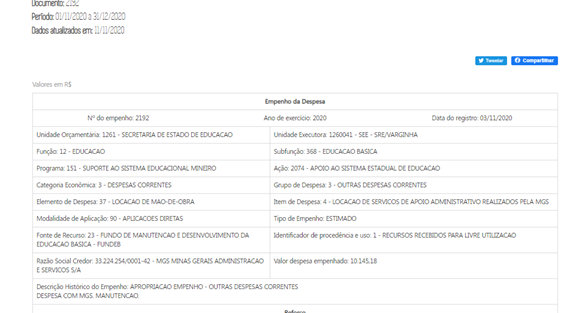 Documento: 2192
Período: 01/11/2020 a 31/12/2020
Dados atualizados em: 11/11/2020
Tweetar
Compartilhar
Valores em R$
Empenho da Despesa
Nº do empenho: 2192 Ano de exercício: 2020 Data do registro: 03/11/2020
Unidade Orçamentária: 1261 - SECRETARIA DE ESTADO DE EDUCACAO
Unidade Executora: 1260041 - SEE - SRE/VARGINHA
Função: 12 - EDUCACAO
Subfunção: 368 - EDUCACAO BASICA
Programa: 151 - SUPORTE AO SISTEMA EDUCACIONAL MINEIRO
Ação: 2074 - APOIO AO SISTEMA ESTADUAL DE EDUCACAO
Categoria Econômica: 3 - DESPESAS CORRENTES
Grupo de Despesa: 3 - OUTRAS DESPESAS CORRENTES
Elemento de Despesa: 37 - LOCACAO DE MAO-DE-OBRA
Item de Despesa: 4 - LOCACAO DE SERVICOS DE APOIO ADMINISTRATIVO REALIZADOS PELA MGS
Modalidade de Aplicação: 90 - APLICACOES DIRETAS
Tipo de Empenho: ESTIMADO
Fonte de Recurso: 23 - FUNDO DE MANUTENCAO E DESENVOLVIMENTO DA
EDUCACAO BASICA - FUNDEB
Identificador de procedência e uso: 1 - RECURSOS RECEBIDOS PARA LIVRE UTILIZACAO
Razão Social Credor: 33.224.254/0001-42 - MGS MINAS GERAIS ADMINISTRACAO
E SERVICOS S/A
Valor despesa empenhado: 10.145,18
Descrição Histórico do Empenho: APROPRIACAO EMPENHO - OUTRAS DESPESAS CORRENTES
DESPESA COM MGS. MANUTENCAO.
Reforço